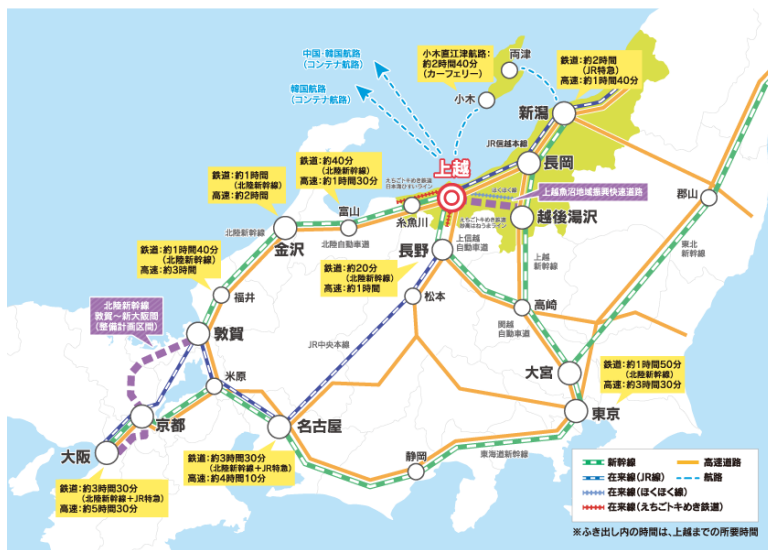 中国・韓国航路
(コンテナ航路)
韓国航路
(コンテナ航路)
小木直江津航路：
約2時間40分
(カーフェリー)
両津
小木
鉄道：約2時間
(JR特急)
高速：約1時間40分
新潟
JR信越本線
長岡
上越
えちごトキめき鉄道
日本海ひすいライン
ほくほく線
上越魚沼地域振興快速道路
鉄道：約40分
(北陸新幹線)
高速：約1時間30分
鉄道：約1時間
(北陸新幹線)
高速：約2時間
富山
糸魚川
えちごトキめき鉄道
妙高はねうまライン
越後湯沢
郡山
北陸新幹線
金沢
北陸自動車道
長野
上信越
自動車道
上越
新幹線
東北
新幹線
鉄道：約1時間40分
(北陸新幹線)
高速：約3時間
鉄道：約20分
(北陸新幹線)
高速：約1時間
福井
松本
高崎
北陸新幹線
敦賀～新大阪間
(整備計画区間)
敦賀
JR中央本線
関越
自動車道
米原
大宮
鉄道：約1時間50分
(北陸新幹線)
高速：約3時間30分
京都
名古屋
東京
大阪
静岡
東海道新幹線
鉄道：約3時間30分
(北陸新幹線＋JR特急)
高速：約4時間10分
鉄道：約3時間30分
(北陸新幹線＋JR特急)
高速：約5時間30分
新幹線
高速道路
在来線(JR線)
航路
在来線(ほくほく線)
在来線(えちごトキめき鉄道)
※ふき出し内の時間は、上越までの所要時間